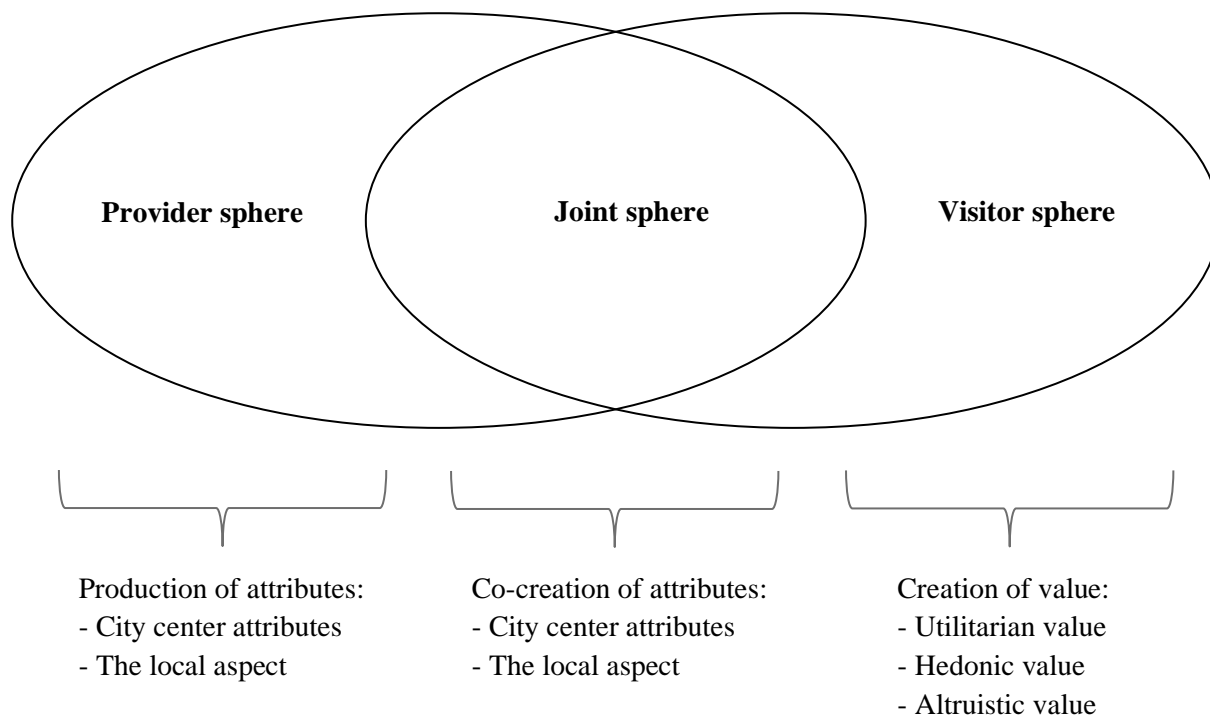 Provider sphere
Joint sphere
Visitor sphere
Production of attributes:
- City center attributes
- The local aspect
Co-creation of attributes:
- City center attributes
- The local aspect
Creation of value:
- Utilitarian value
- Hedonic value
- Altruistic value